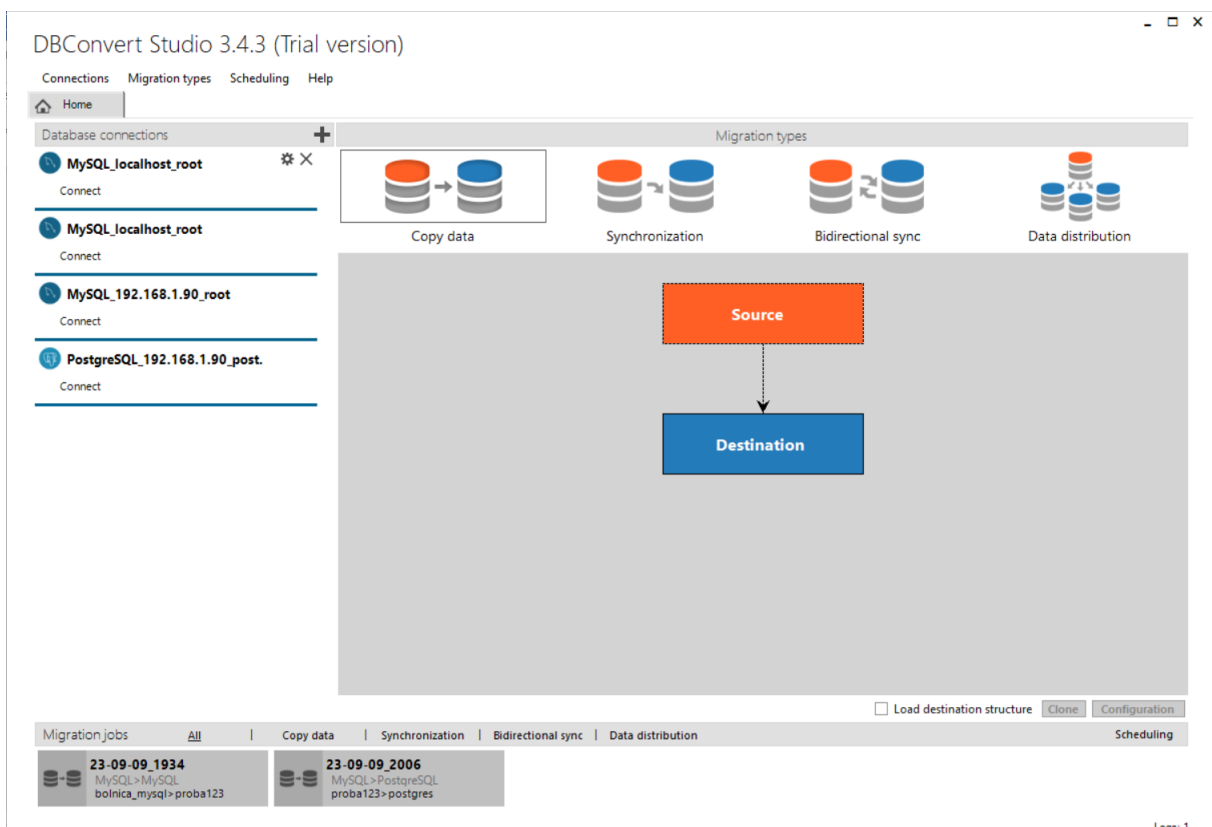 DBConvert Studio 3.4.3 (Trial version)
Connections Migration types Scheduling Help
Home
Database connections
MySQL_localhost_root
Connect
MySQL_localhost_root
Connect
MySQL_192.168.1.90_root
Connect
PostgreSQL_192.168.1.90_post.
Connect
Migration types
Copy data
Synchronization
Bidirectional sync
Data distribution
Source
Destination
Load destination structure Clone Configuration
Migration jobs All | Copy data | Synchronization | Bidirectional sync | Data distribution Scheduling
23-09-09_1934
MySQL>MySQL
bolnica_mysql>proba123
23-09-09_2006
MySQL>PostgreSQL
proba123>postgres